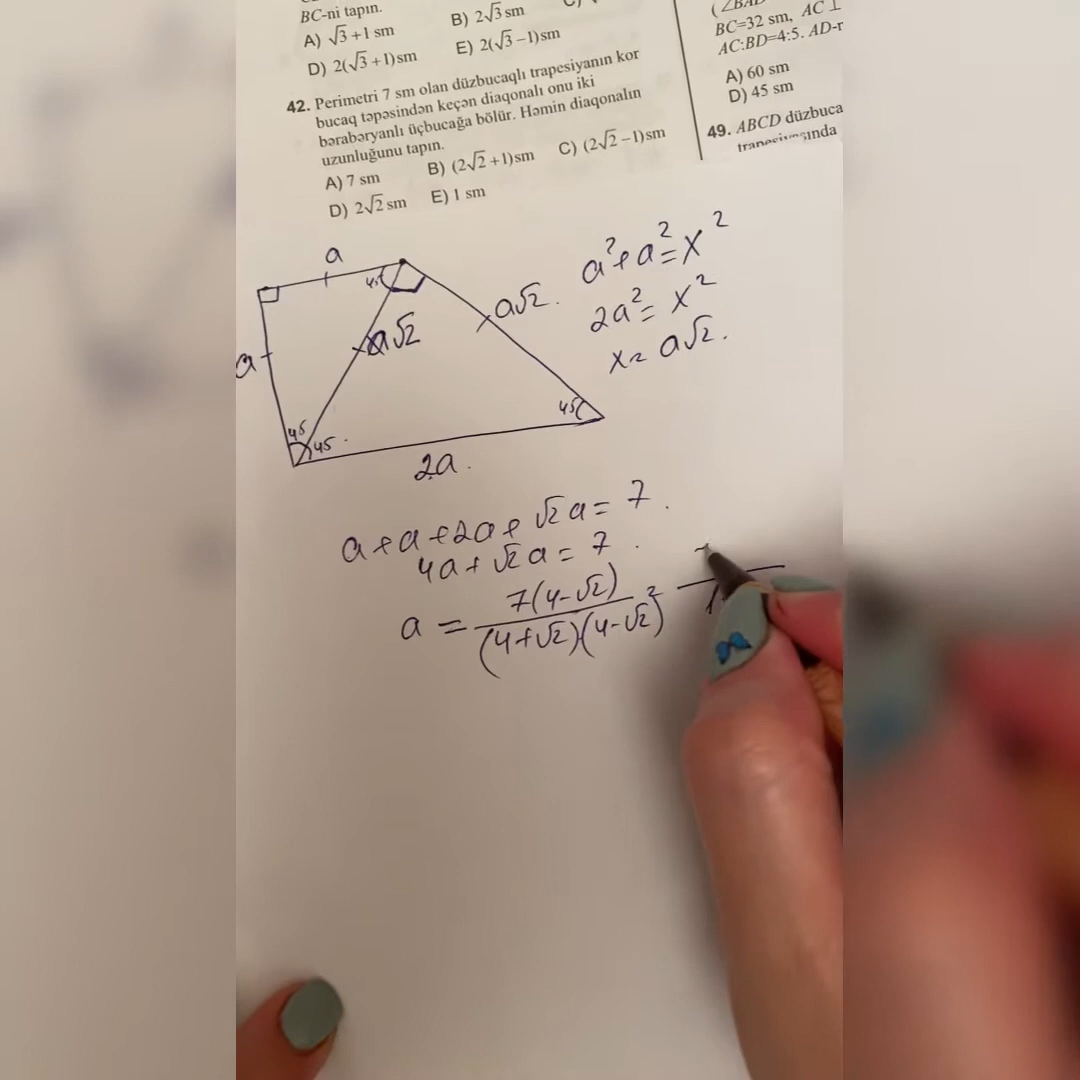 BC-ni tapın.
A) √3+1 sm
B) 2√3 sm
D) 2(√3+1)sm
E) 2(√3−1)sm
42. Perimetri 7 sm olan düzbucaqlı trapesiyanın kor
bucaq təpəsindən keçən diaqonalı onu iki
bərabəryanlı üçbucağa bölür. Həmin diaqonalın
uzunluğunu tapın.
A) 7 sm
B) (2√2+1)sm
C) (2√2−1)sm
D) 2√2 sm
E) 1 sm
BC=32 sm, AC⊥
AC:BD=4:5. AD-
A) 60 sm
D) 45 sm
49. ABCD düzbuca
a
45
a√2
a√2.
a
45
45
45
2a.
a²+a²=x²
2a²=x²
x= a√2.
a+a+2a+√2a=7.
4a+√2a=7.
a = 7(4-√2)
(4+√2)(4-√2)²